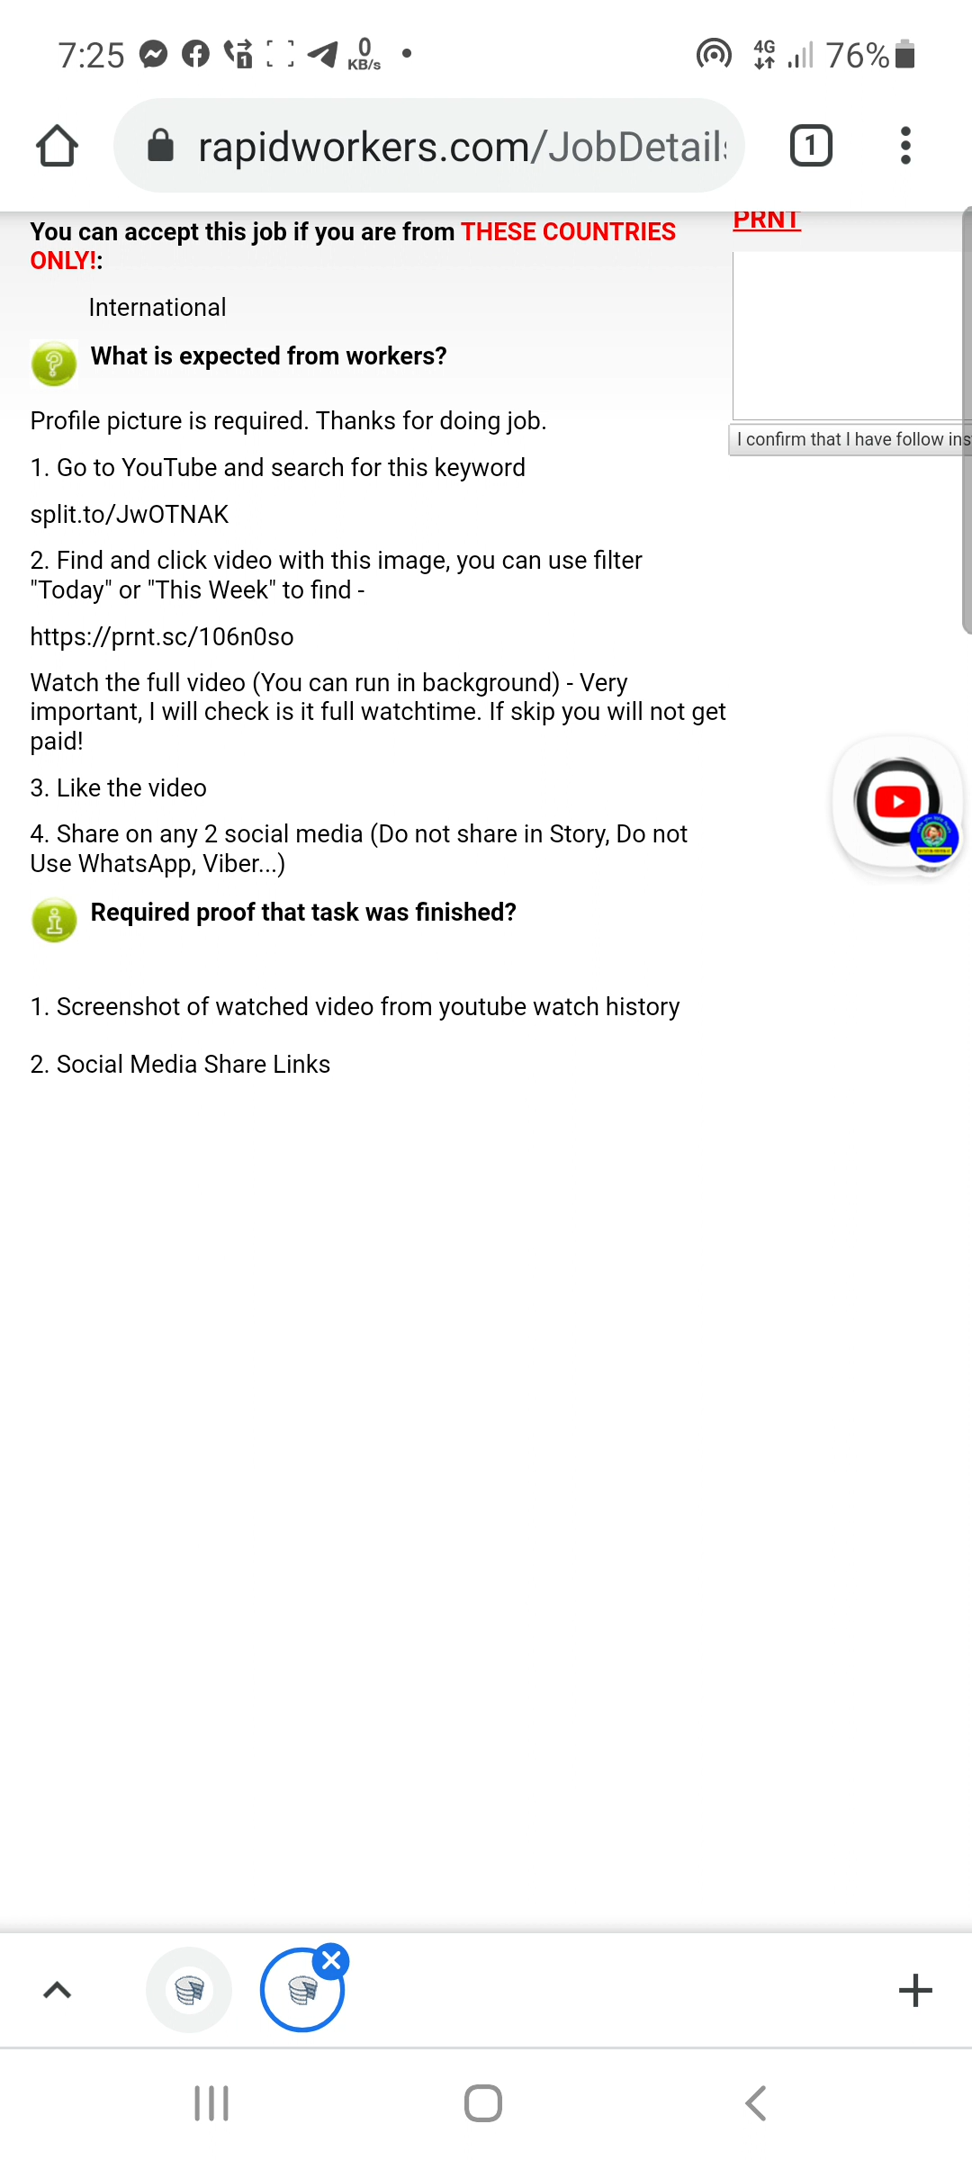 7:25
1
0
KB/s
4G
76%
rapidworkers.com/JobDetail
1
You can accept this job if you are from THESE COUNTRIES
ONLY!:
PRNT
International
What is expected from workers?
I confirm that I have follow ins
Profile picture is required. Thanks for doing job.
1. Go to YouTube and search for this keyword
split.to/JwOTNAK
2. Find and click video with this image, you can use filter
"Today" or "This Week" to find -
https://prnt.sc/106n0so
Watch the full video (You can run in background) - Very
important, I will check is it full watchtime. If skip you will not get
paid!
3. Like the video
4. Share on any 2 social media (Do not share in Story, Do not
Use WhatsApp, Viber...)
Required proof that task was finished?
1. Screenshot of watched video from youtube watch history
2. Social Media Share Links